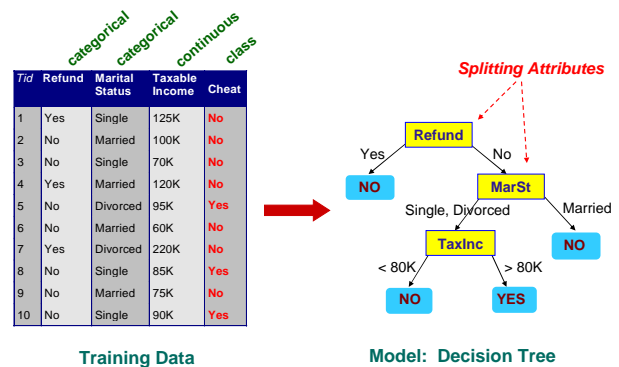 categorical
categorical
continuous
class
Tid Refund Marital Status Taxable Income Cheat
1 Yes Single 125K No
2 No Married 100K No
3 No Single 70K No
4 Yes Married 120K No
5 No Divorced 95K Yes
6 No Married 60K No
7 Yes Divorced 220K No
8 No Single 85K Yes
9 No Married 75K No
10 No Single 90K Yes
Training Data
Splitting Attributes
Refund
Yes No
NO MarSt
Single, Divorced Married
TaxInc NO
< 80K > 80K
NO YES
Model: Decision Tree